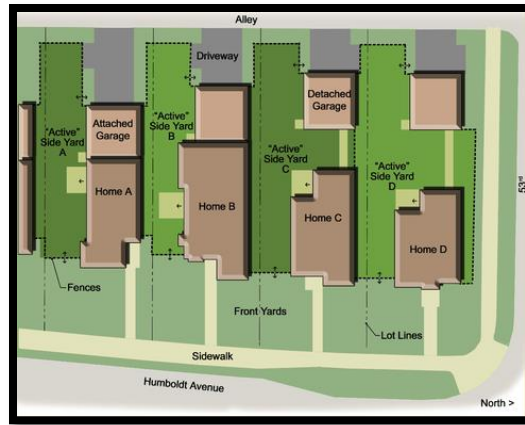 Alley
Driveway
"Active"
Side Yard
A
Attached
Garage
"Active"
Side Yard
B
Detached
Garage
"Active"
Side Yard
C
"Active"
Side Yard
D
Home A
Home B
Home C
Home D
53rd
Fences
Front Yards
Lot Lines
Sidewalk
Humboldt Avenue
North >